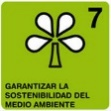 7
GARANTIZAR LA
SOSTENIBILIDAD DEL
MEDIO AMBIENTE